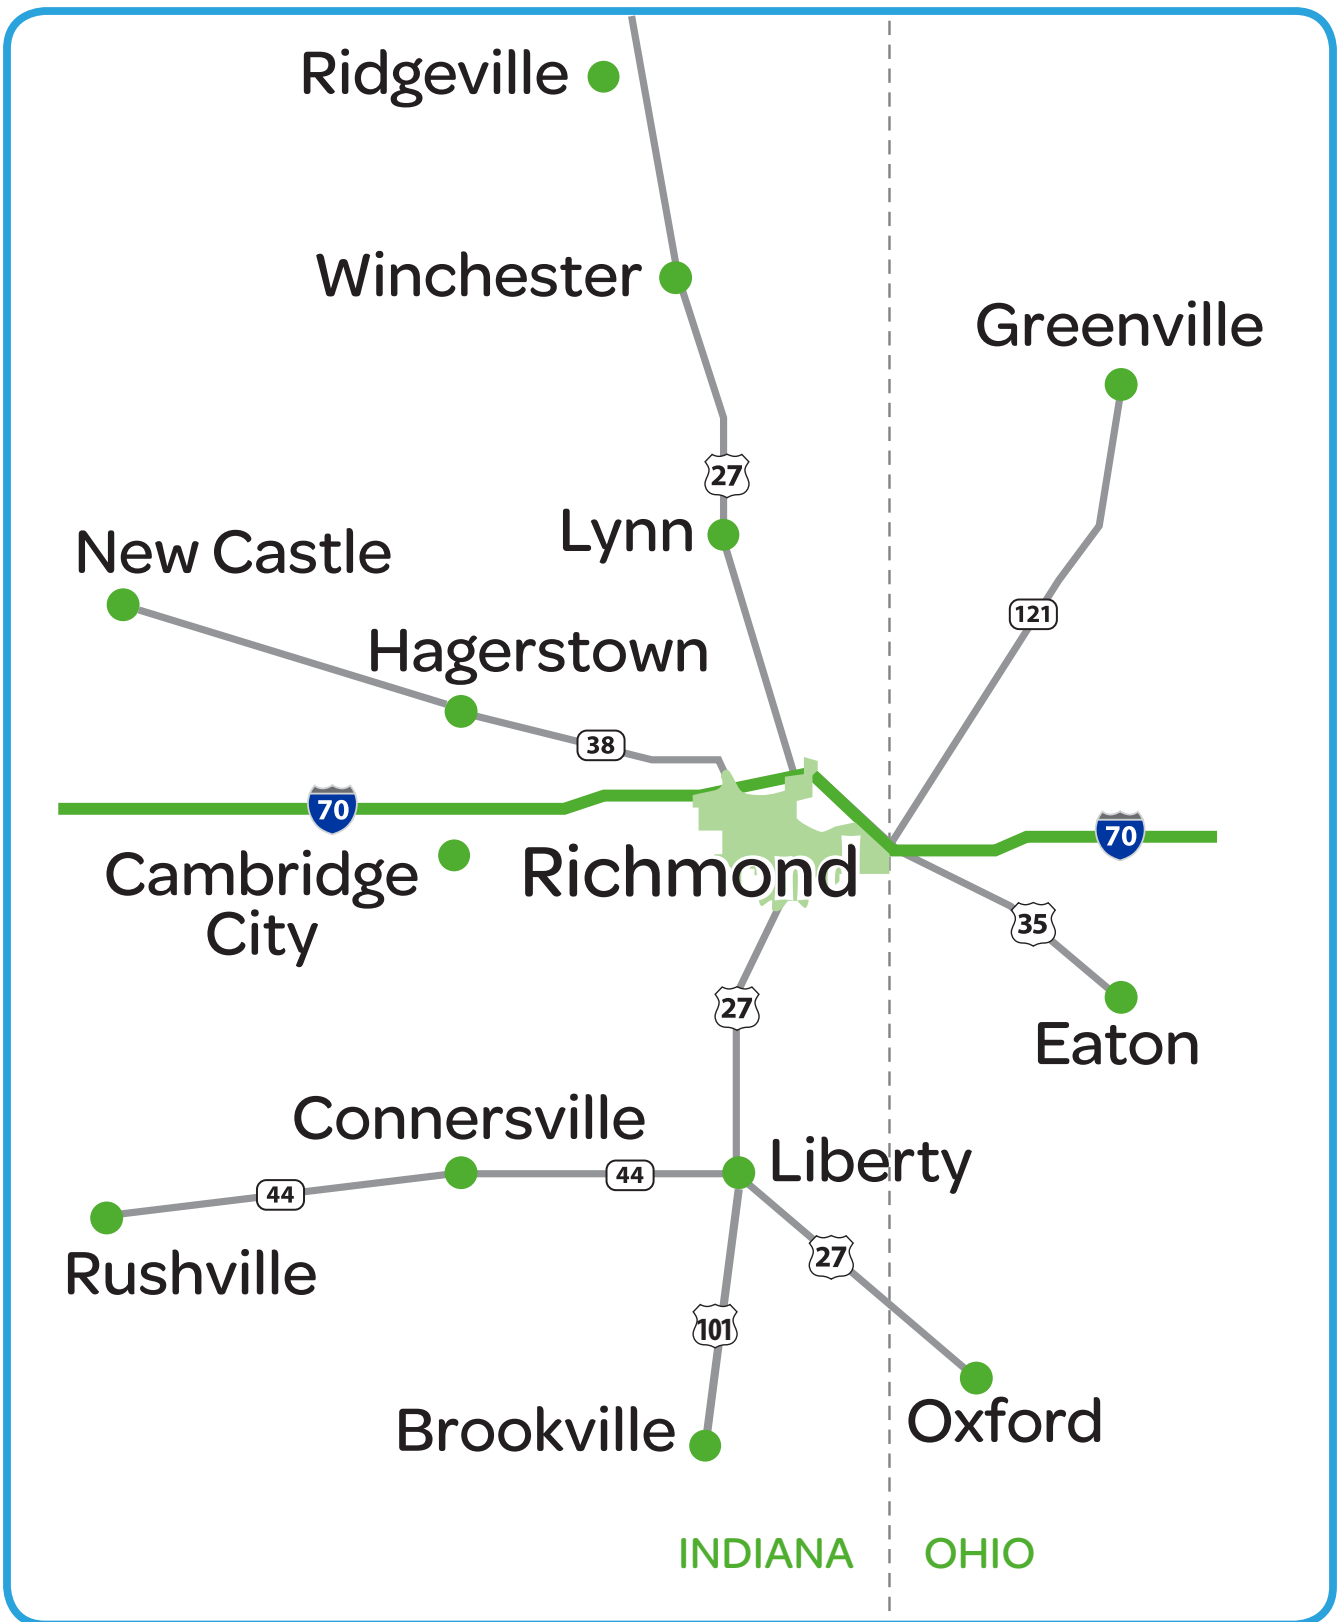 Ridgeville
Winchester
Greenville
27
Lynn
New Castle
121
Hagerstown
38
70
70
Cambridge
City
Richmond
35
27
Eaton
Connersville
Liberty
44
44
Rushville
27
101
Brookville
Oxford
INDIANA
OHIO